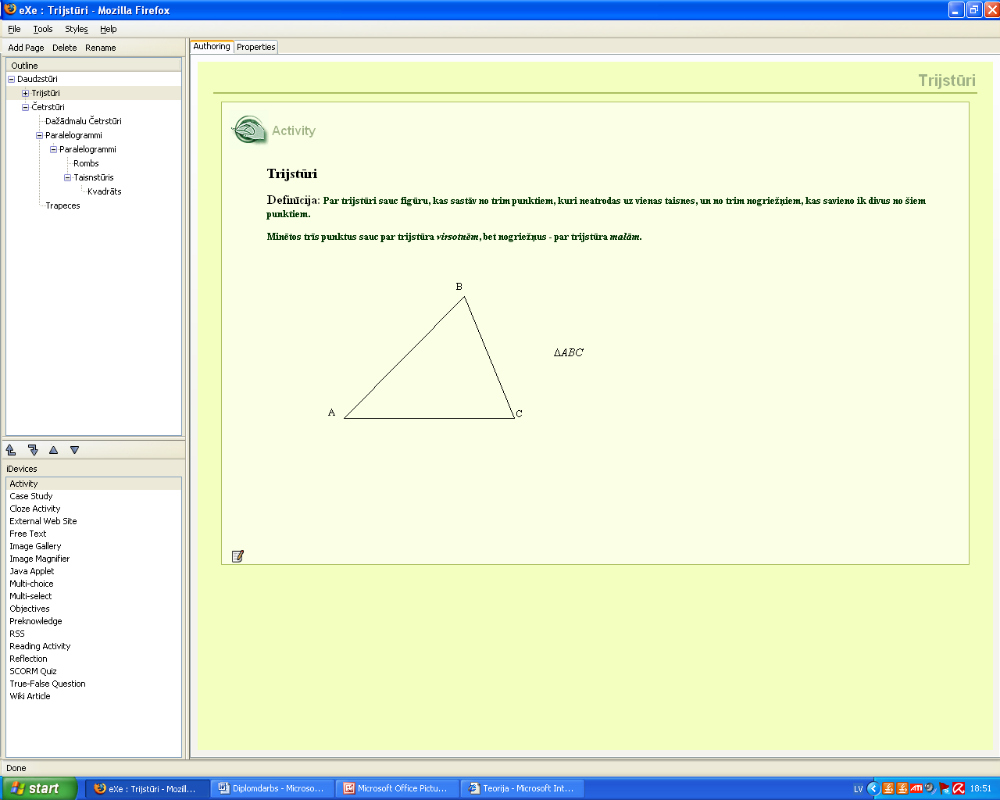 eXe : Trijstūri - Mozilla Firefox
File Tools Styles Help
Add Page Delete Rename
Authoring Properties
Outline
Daudzstūri
Trijstūri
Četrstūri
Dažādmalu Četrstūri
Paralelogrammi
Paralelogrammi
Rombs
Taisnstūris
Kvadrāts
Trapeces
iDevices
Activity
Case Study
Cloze Activity
External Web Site
Free Text
Image Gallery
Image Magnifier
Java Applet
Multi-choice
Multi-select
Objectives
Preknowledge
RSS
Reading Activity
Reflection
SCORM Quiz
True-False Question
Wiki Article
Trijstūri
Activity
Trijstūri
Definīcija: Par trijstūri sauc figūru, kas sastāv no trim punktiem, kuri neatrodas uz vienas taisnes, un no trim nogriežņiem, kas savieno ik divus no šiem
punktiem.
Minētos trīs punktus sauc par trijstūra virsotnēm, bet nogriežņus - par trijstūra malām.
B
ΔABC
A
C
Done
start eXe : Trijstūri - Mozill... Diplomdarbs - Microso... Microsoft Office Pictu... Teorija - Microsoft Int... LV 18:51